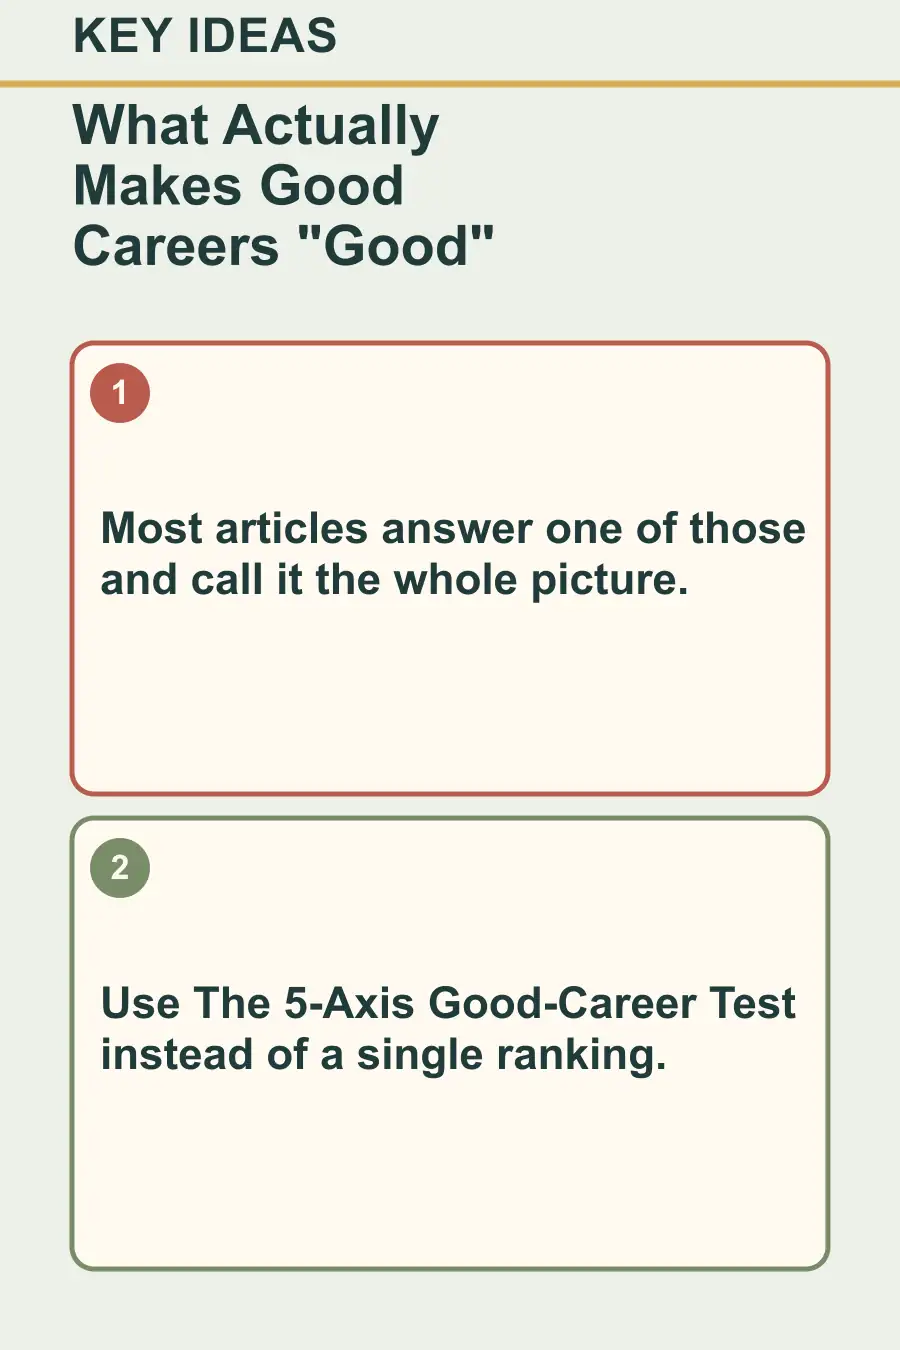 KEY IDEAS
What Actually
Makes Good
Careers "Good"
1
Most articles answer one of those
and call it the whole picture.
2
Use The 5-Axis Good-Career Test
instead of a single ranking.